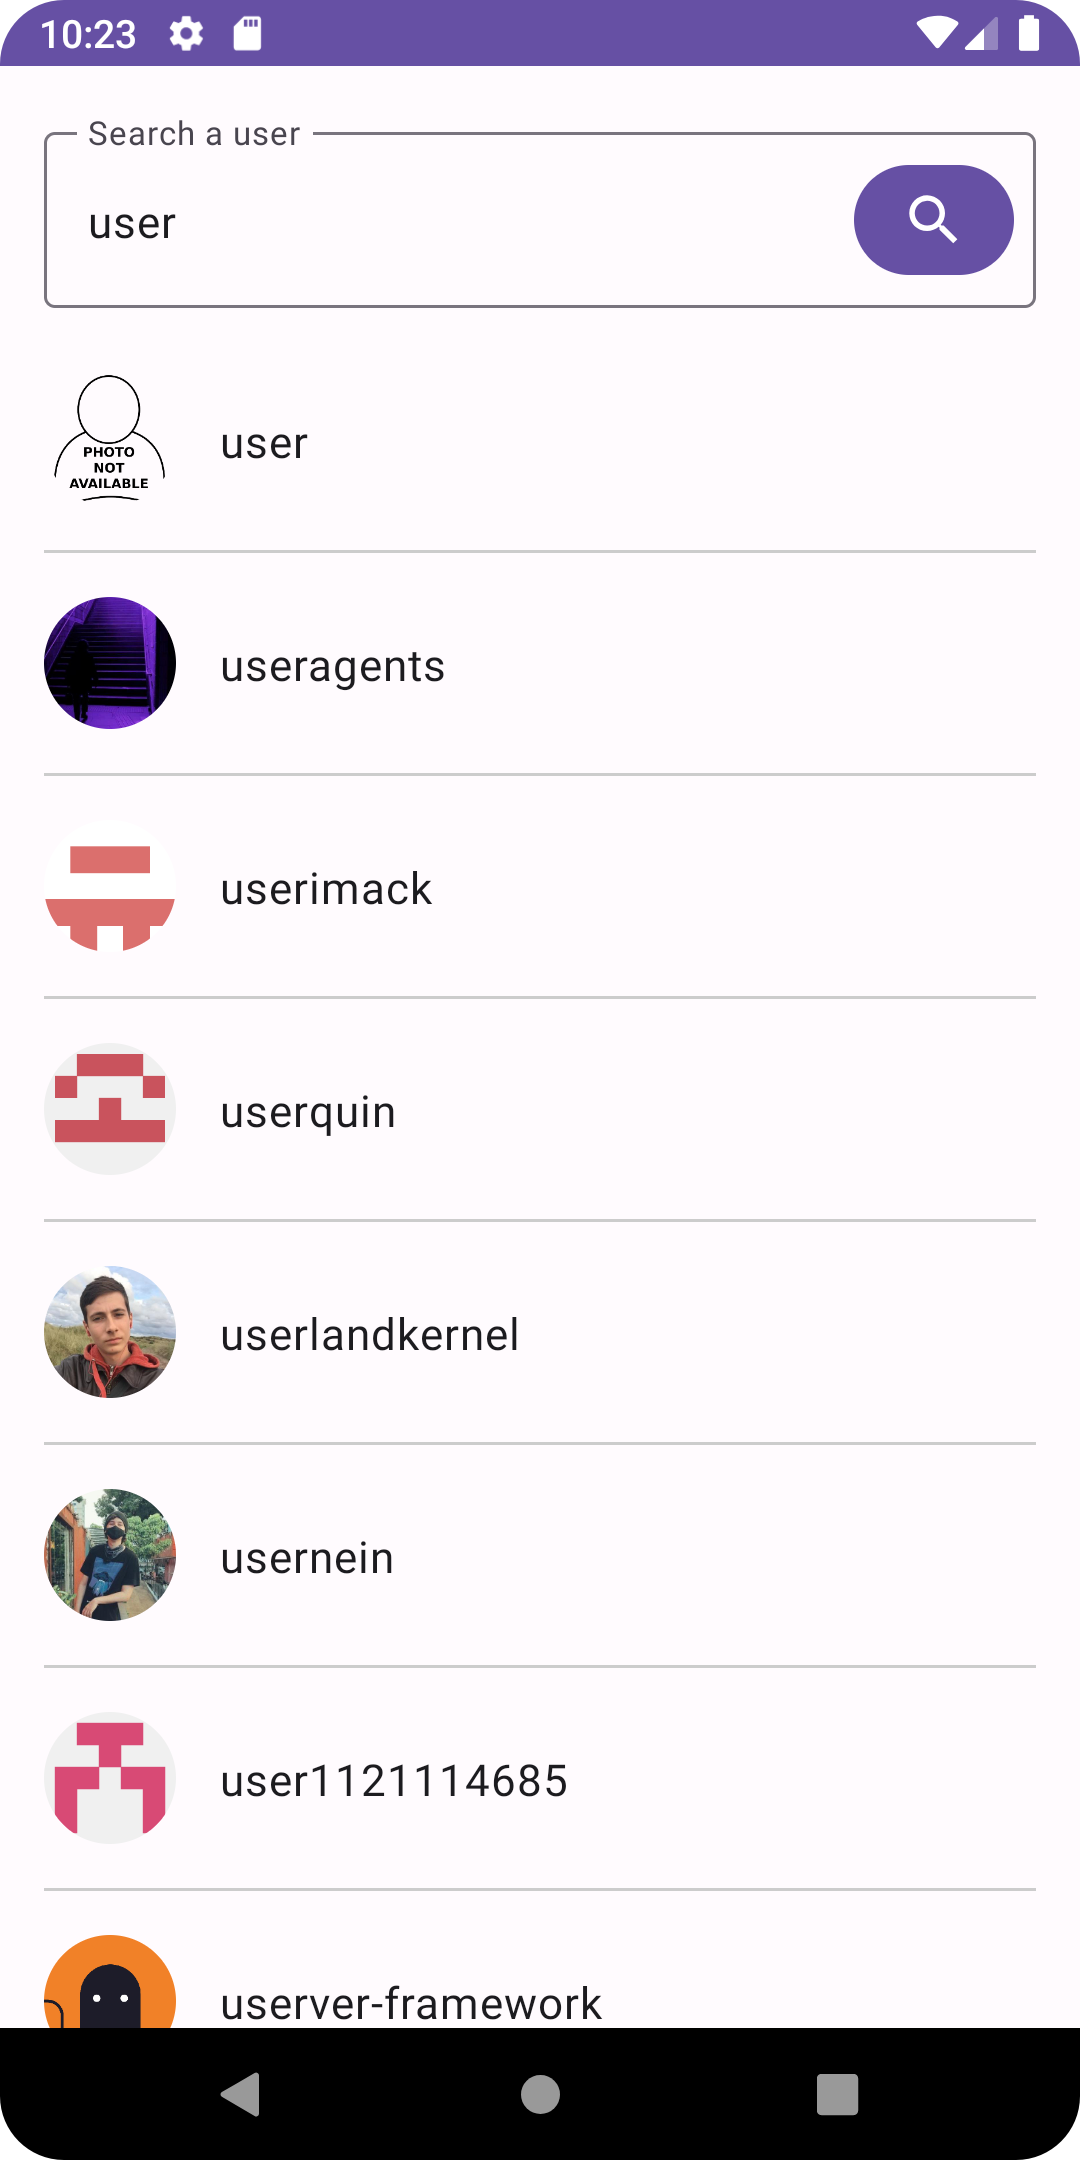 10:23
Search a user
user
PHOTO
NOT
AVAILABLE
user
useragents
userimack
userquin
userlandkernel
usernein
user1121114685
userver-framework